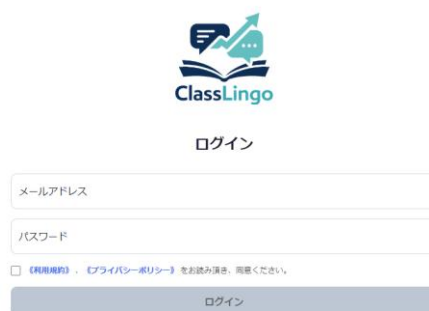 ClassLingo
ログイン
メールアドレス
パスワード
《利用規約》、《プライバシーポリシー》をお読み頂き、同意ください。
ログイン